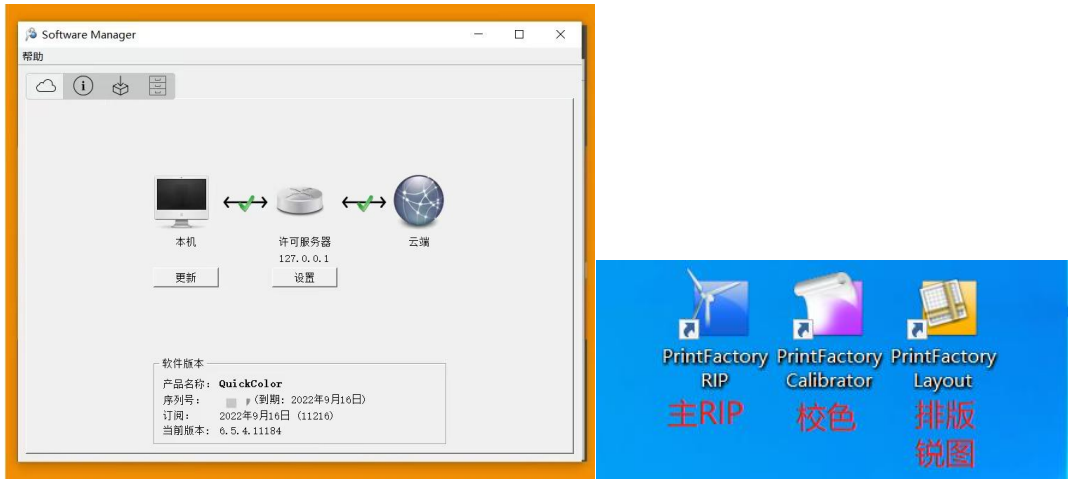 Software Manager
帮助
本机
许可服务器
云端
127.0.0.1
更新
设置
软件版本
产品名称: QuickColor
序列号: (到期: 2022年9月16日)
订阅: 2022年9月16日 (11216)
当前版本: 6.5.4.11184
PrintFactory RIP
PrintFactory Calibrator
PrintFactory Layout
主RIP
校色
排版
锐图